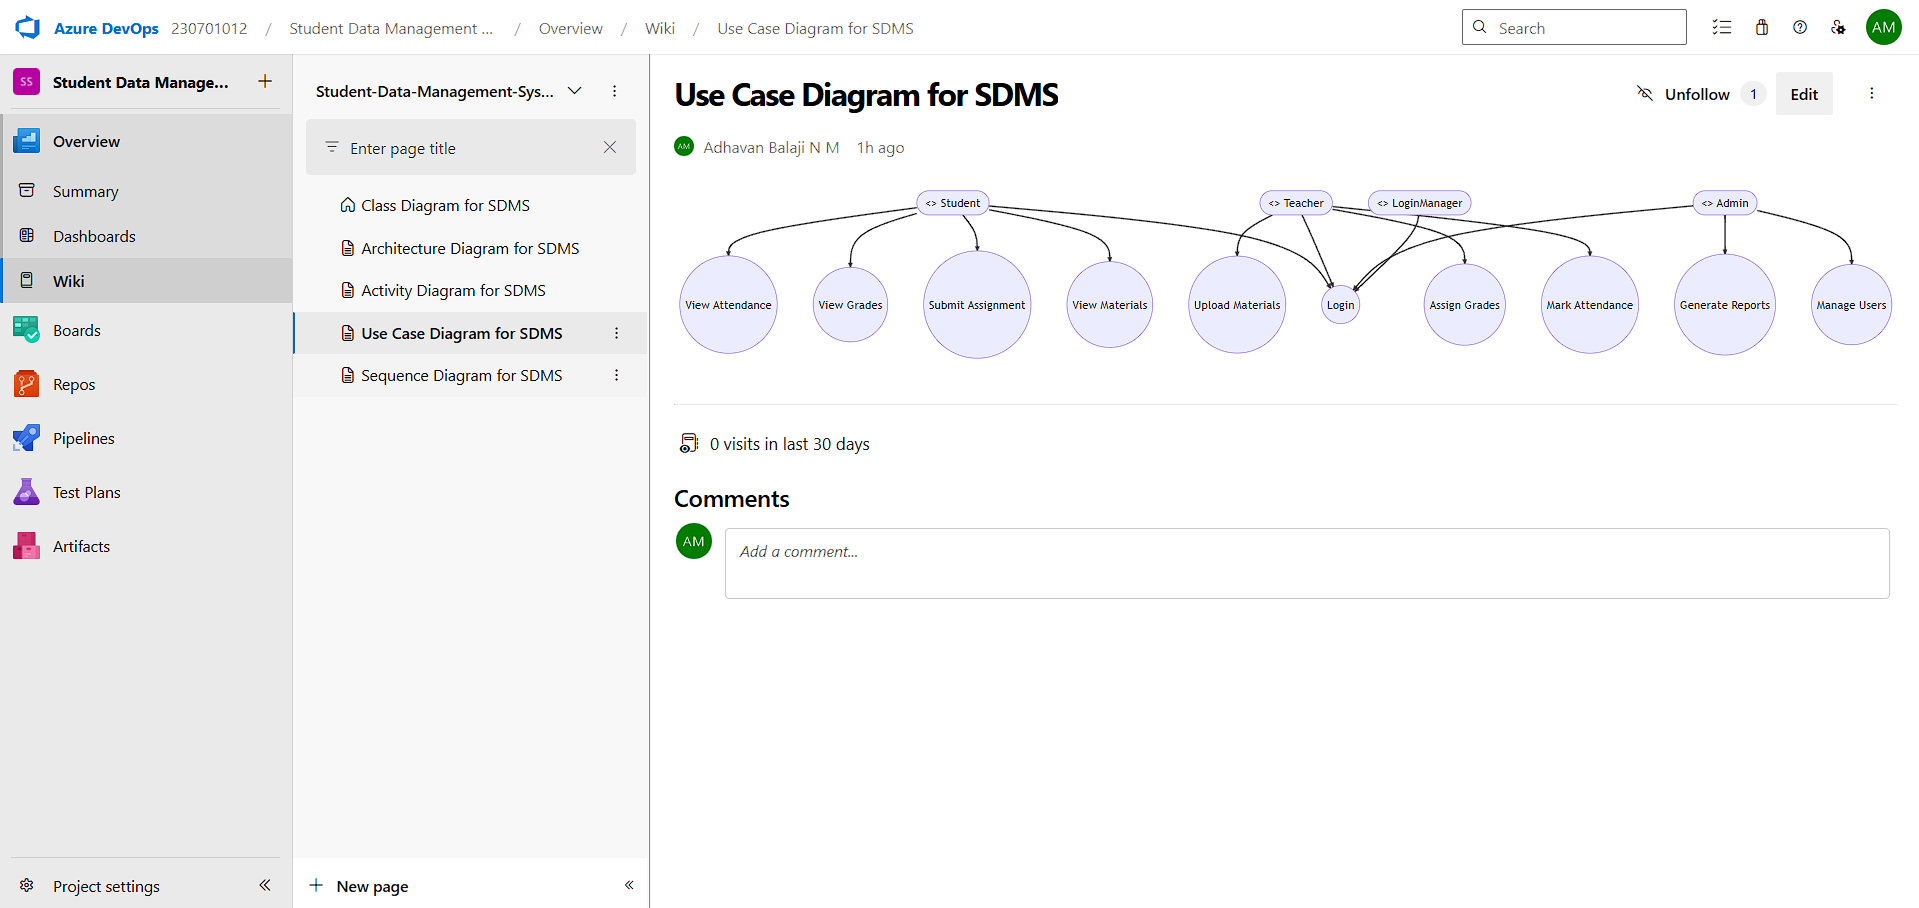 Azure DevOps 230701012 / Student Data Management ... / Overview / Wiki / Use Case Diagram for SDMS
Search
AM
SS Student Data Manage...
Overview
Summary
Dashboards
Wiki
Boards
Repos
Pipelines
Test Plans
Artifacts
Project settings
Student-Data-Management-Sys...
Enter page title
Class Diagram for SDMS
Architecture Diagram for SDMS
Activity Diagram for SDMS
Use Case Diagram for SDMS
Sequence Diagram for SDMS
New page
Use Case Diagram for SDMS
Unfollow 1 Edit
AM Adhavan Balaji N M 1h ago
<> Student <> Teacher <> LoginManager <> Admin
View Attendance View Grades Submit Assignment View Materials Upload Materials Login Assign Grades Mark Attendance Generate Reports Manage Users
0 visits in last 30 days
Comments
AM
Add a comment...